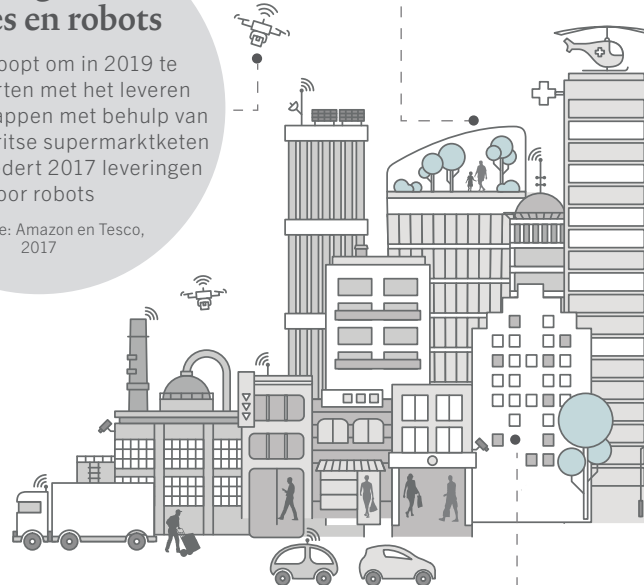 es en robots
oopt om in 2019 te
rten met het leveren
appen met behulp van
ritse supermarktketen
dert 2017 leveringen
oor robots
e: Amazon en Tesco,
2017